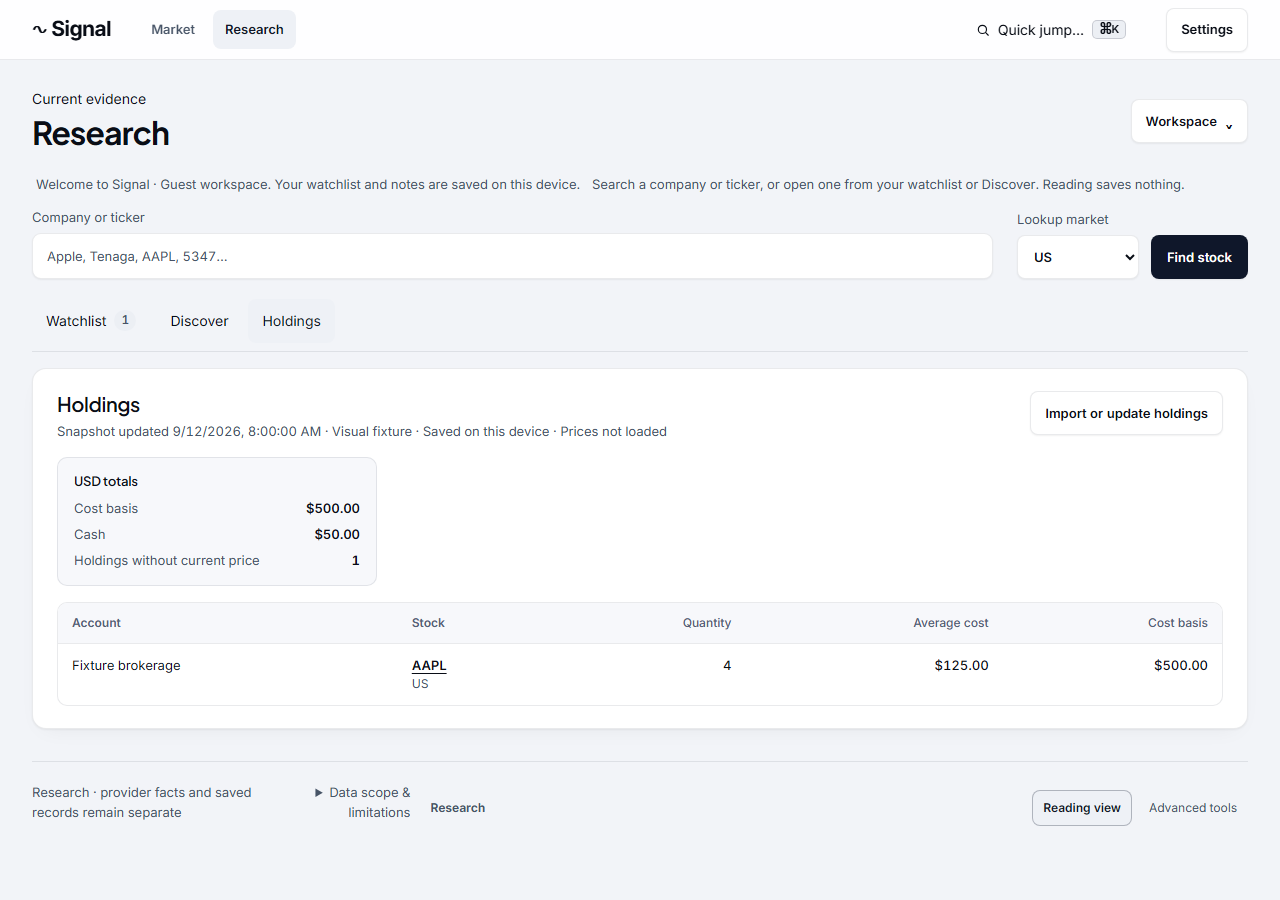 Signal
Market
Research
Quick jump...
⌘K
Settings
Current evidence
Research
Workspace
Welcome to Signal · Guest workspace. Your watchlist and notes are saved on this device. Search a company or ticker, or open one from your watchlist or Discover. Reading saves nothing.
Company or ticker
Lookup market
Apple, Tenaga, AAPL, 5347...
US
Find stock
Watchlist 1
Discover
Holdings
Holdings
Import or update holdings
Snapshot updated 9/12/2026, 8:00:00 AM · Visual fixture · Saved on this device · Prices not loaded
USD totals
Cost basis $500.00
Cash $50.00
Holdings without current price 1
Account Stock Quantity Average cost Cost basis
Fixture brokerage AAPL 4 $125.00 $500.00
US
Research · provider facts and saved
records remain separate
Data scope &
limitations
Research
Reading view
Advanced tools